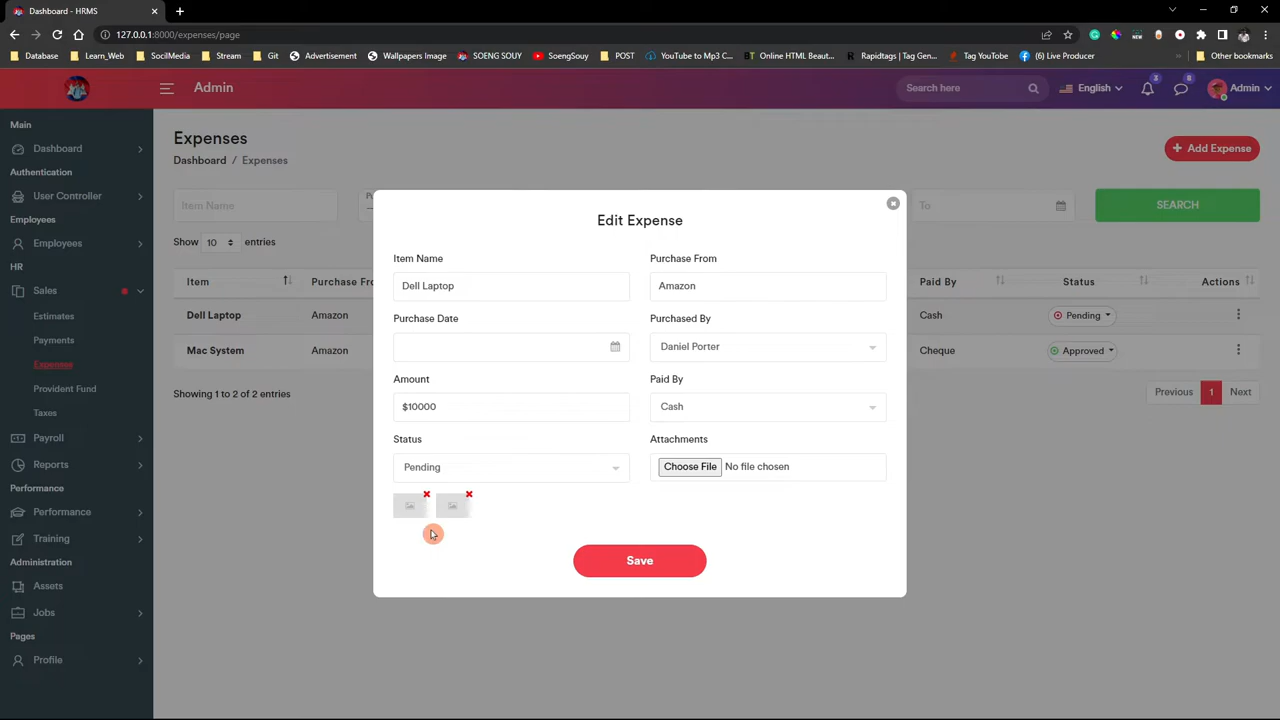 Dashboard - HRMS
127.0.0.1:8000/expenses/page
Database Learn_Web SocilMedia Stream Git Advertisement Wallpapers Image SOENG SOUY SoengSouy POST YouTube to Mp3 C... Online HTML Beaut... Rapidtags | Tag Gen... Tag YouTube (6) Live Producer Other bookmarks
Admin Search here English 3 8 Admin
Main
Dashboard
Authentication
User Controller
Employees
Employees
HR
Sales
Estimates
Payments
Expenses
Provident Fund
Taxes
Payroll
Reports
Performance
Performance
Training
Administration
Assets
Jobs
Pages
Profile
Expenses
Dashboard / Expenses
+ Add Expense
Item Name To SEARCH
Show 10 entries
Item Purchase Fro Paid By Status Actions
Dell Laptop Amazon Cash Pending
Mac System Amazon Cheque Approved
Showing 1 to 2 of 2 entries Previous 1 Next
Edit Expense
Item Name Purchase From
Dell Laptop Amazon
Purchase Date Purchased By
Daniel Porter
Amount Paid By
$10000 Cash
Status Attachments
Pending Choose File No file chosen
Save